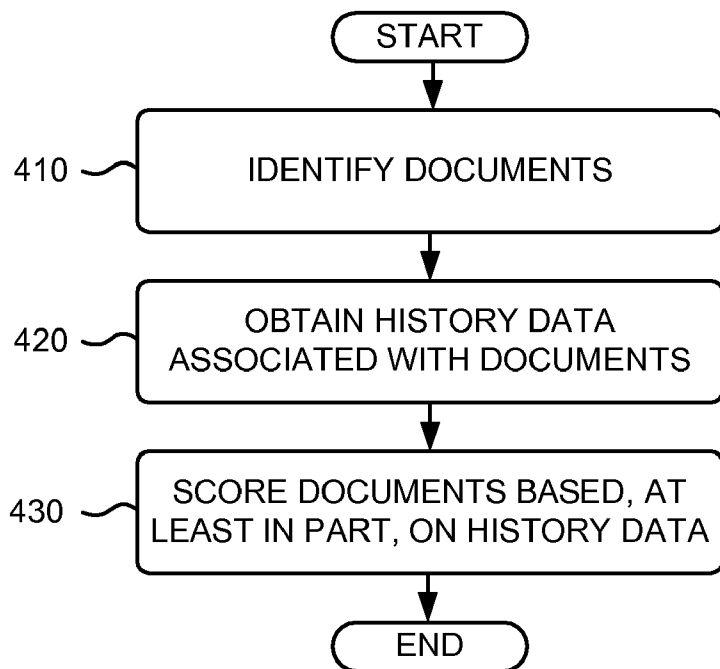 START
410
IDENTIFY DOCUMENTS
420
OBTAIN HISTORY DATA
ASSOCIATED WITH DOCUMENTS
430
SCORE DOCUMENTS BASED, AT
LEAST IN PART, ON HISTORY DATA
END